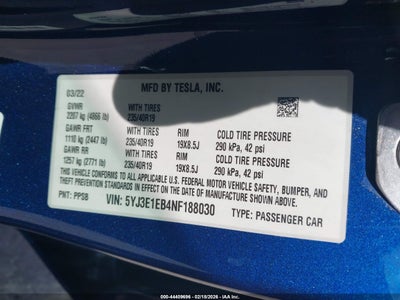 MFD BY TESLA, INC.
03/22
GVWR
2207 kg (4866 lb)
WITH TIRES
235/40R19
GAWR FRT
1110 kg (2447 lb)
WITH TIRES
235/40R19
RIM
19X8.5J
COLD TIRE PRESSURE
290 kPa, 42 psi
GAWR RR
1257 kg (2771 lb)
WITH TIRES
235/40R19
RIM
19X8.5J
COLD TIRE PRESSURE
290 kPa, 42 psi
THIS VEHICLE CONFORMS TO ALL APPLICABLE U.S. FEDERAL MOTOR VEHICLE SAFETY, BUMPER, AND
THEFT PREVENTION STANDARDS IN EFFECT ON THE DATE OF MANUFACTURE SHOWN ABOVE.
PNT: PPSB
VIN: 5YJ3E1EB4NF188030
TYPE: PASSENGER CAR
000-44409696 - 02/18/2026 - IAAI Copyright